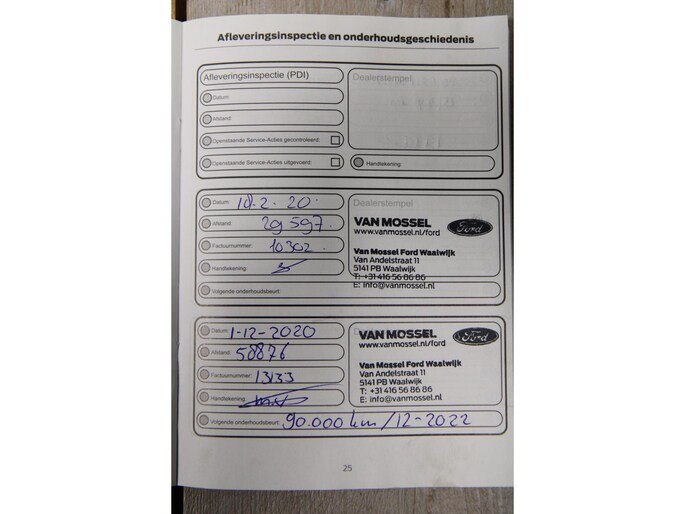 Afleveringsinspectie en onderhoudsgeschiedenis
Afleveringsinspectie (PDI)
Datum:
Afstand:
Openstaande Service-Acties gecontroleerd:
Openstaande Service-Acties uitgevoerd:
Dealerstempel
Handtekening:
Datum: 18.2.20.
Afstand: 29 597.
Factuurnummer: 10302.
Handtekening:
Volgende onderhoudsbeurt:
Dealerstempel
VAN MOSSEL
www.vanmossel.nl/ford
Ford
Van Mossel Ford Waalwijk
Van Andelstraat 11
5141 PB Waalwijk
T: +31 416 56 86 86
E: info@vanmossel.nl
Datum: 1-12-2020
Afstand: 58876
Factuurnummer: 13133
Handtekening:
Volgende onderhoudsbeurt: 90.000 km/12-2022
VAN MOSSEL
www.vanmossel.nl/ford
Ford
Van Mossel Ford Waalwijk
Van Andelstraat 11
5141 PB Waalwijk
T: +31 416 56 86 86
E: info@vanmossel.nl
25